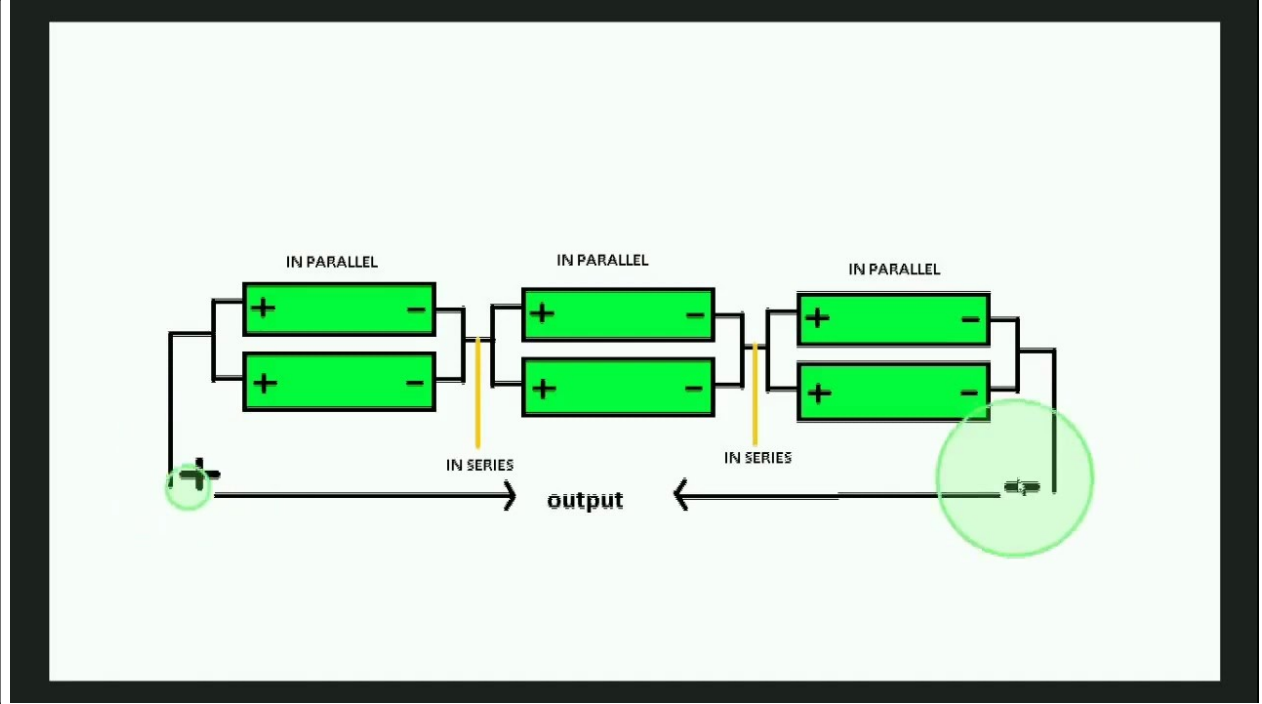 IN PARALLEL
IN PARALLEL
IN PARALLEL
+ -
+ -
+ -
+ -
+ -
+ -
IN SERIES
IN SERIES
+
output
-